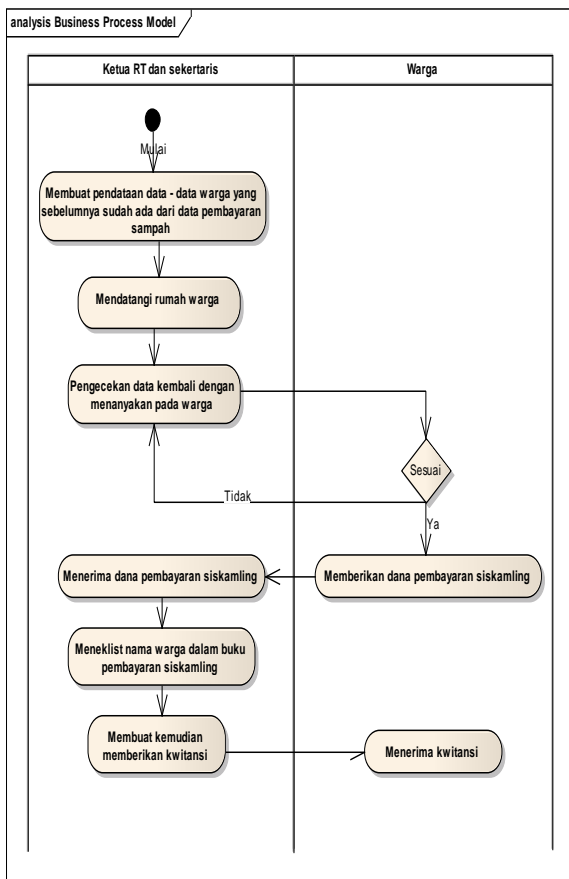 analysis Business Process Model
Ketua RT dan sekertaris
Warga
Mulai
Membuat pendataan data - data warga yang
sebelumnya sudah ada dari data pembayaran
sampah
Mendatangi rumah warga
Pengecekan data kembali dengan
menanyakan pada warga
Sesuai
Tidak
Ya
Menerima dana pembayaran siskamling
Memberikan dana pembayaran siskamling
Meneklist nama warga dalam buku
pembayaran siskamling
Membuat kemudian
memberikan kwitansi
Menerima kwitansi